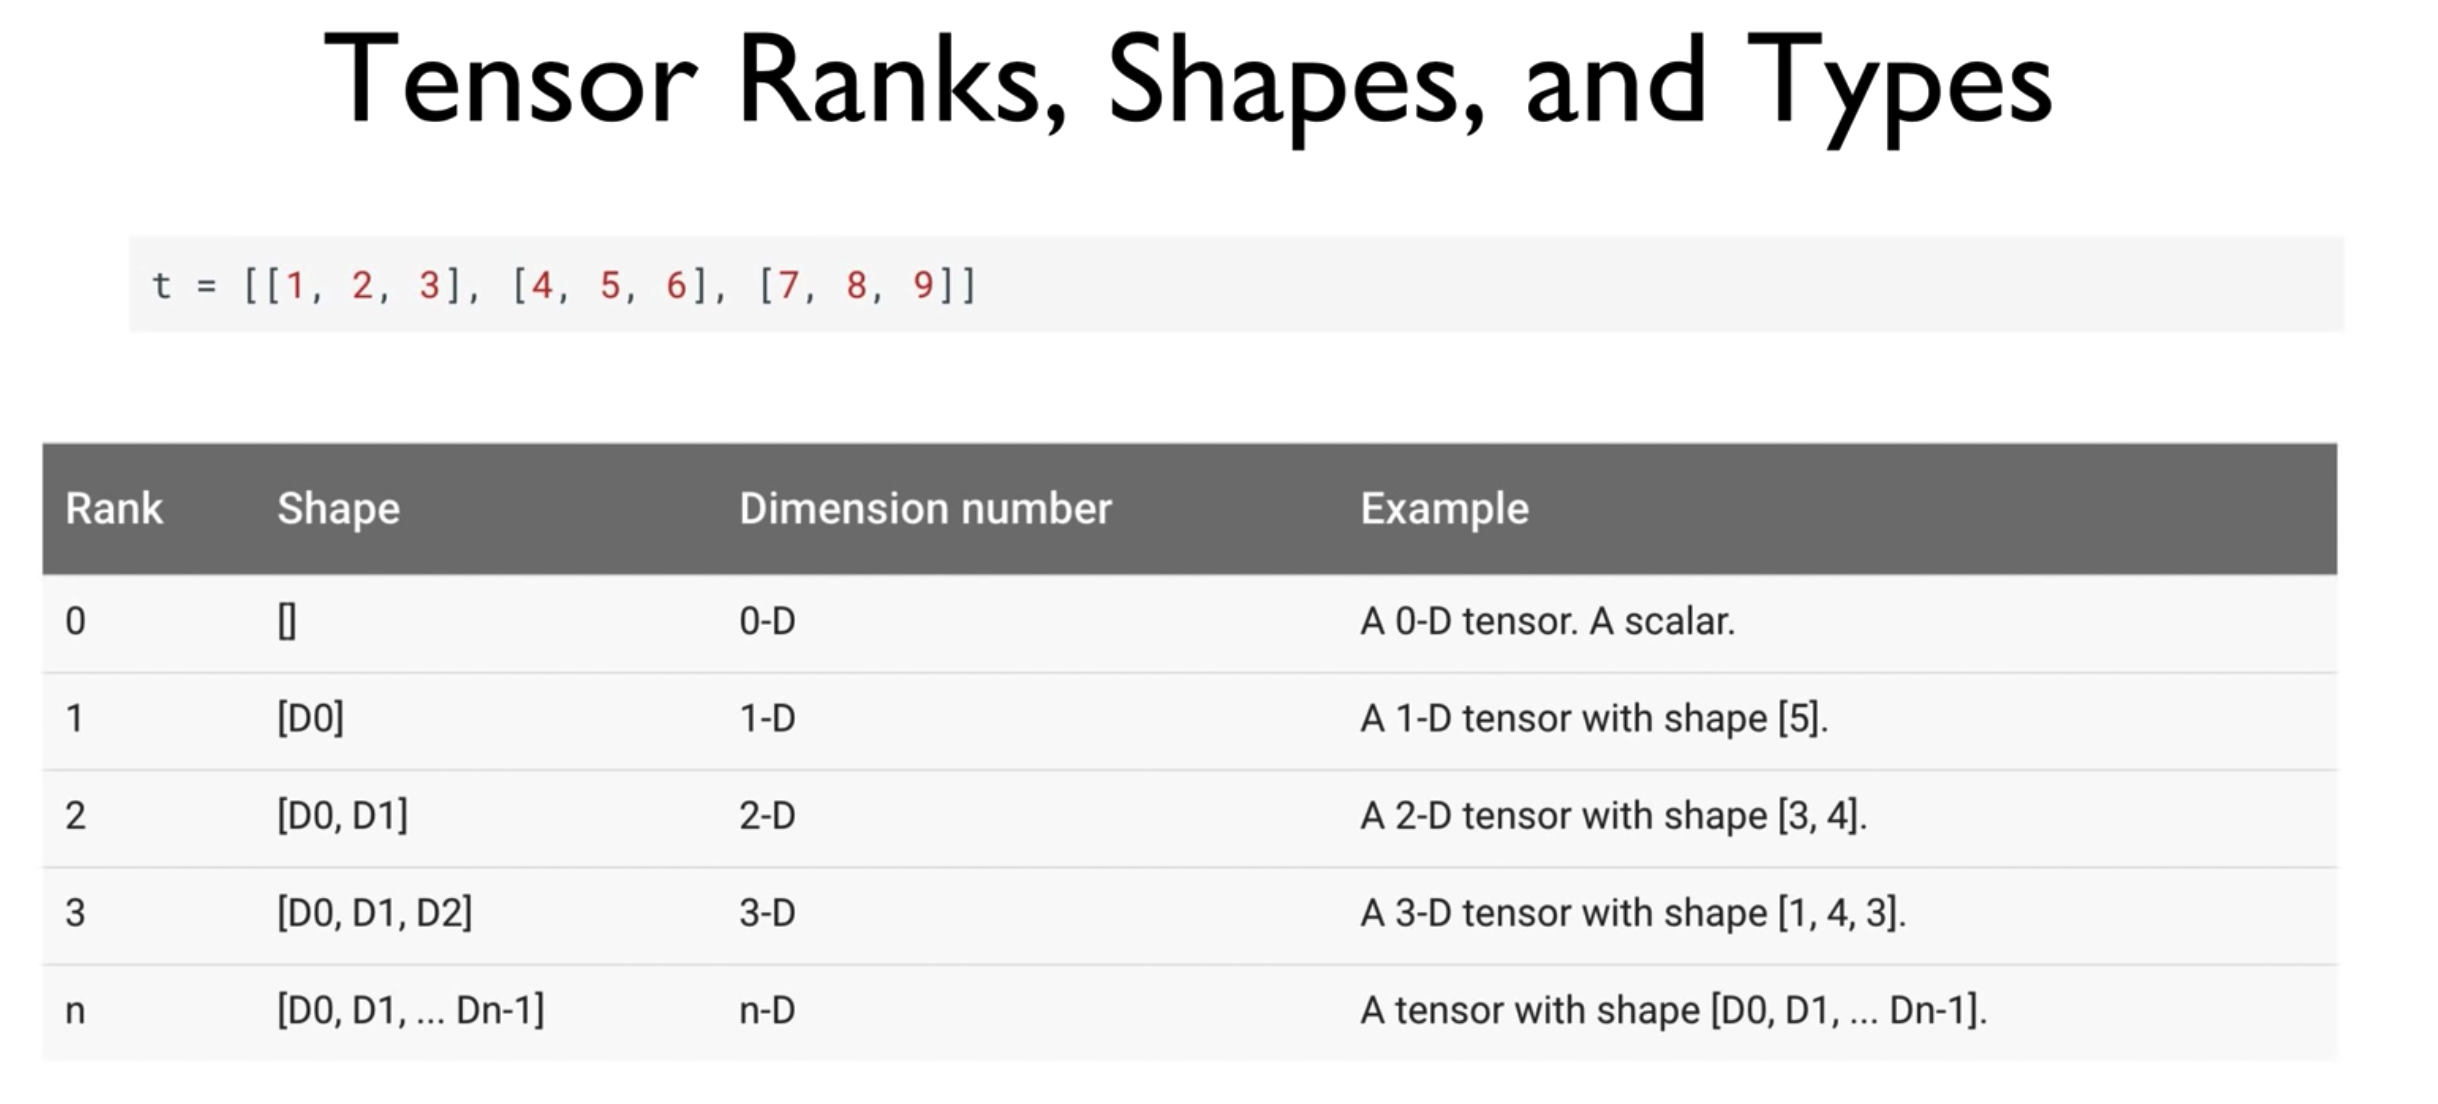 Tensor Ranks, Shapes, and Types
t = [[1, 2, 3], [4, 5, 6], [7, 8, 9]]
Rank Shape Dimension number Example
0 [] 0-D A 0-D tensor. A scalar.
1 [D0] 1-D A 1-D tensor with shape [5].
2 [D0, D1] 2-D A 2-D tensor with shape [3, 4].
3 [D0, D1, D2] 3-D A 3-D tensor with shape [1, 4, 3].
n [D0, D1, ... Dn-1] n-D A tensor with shape [D0, D1, ... Dn-1].